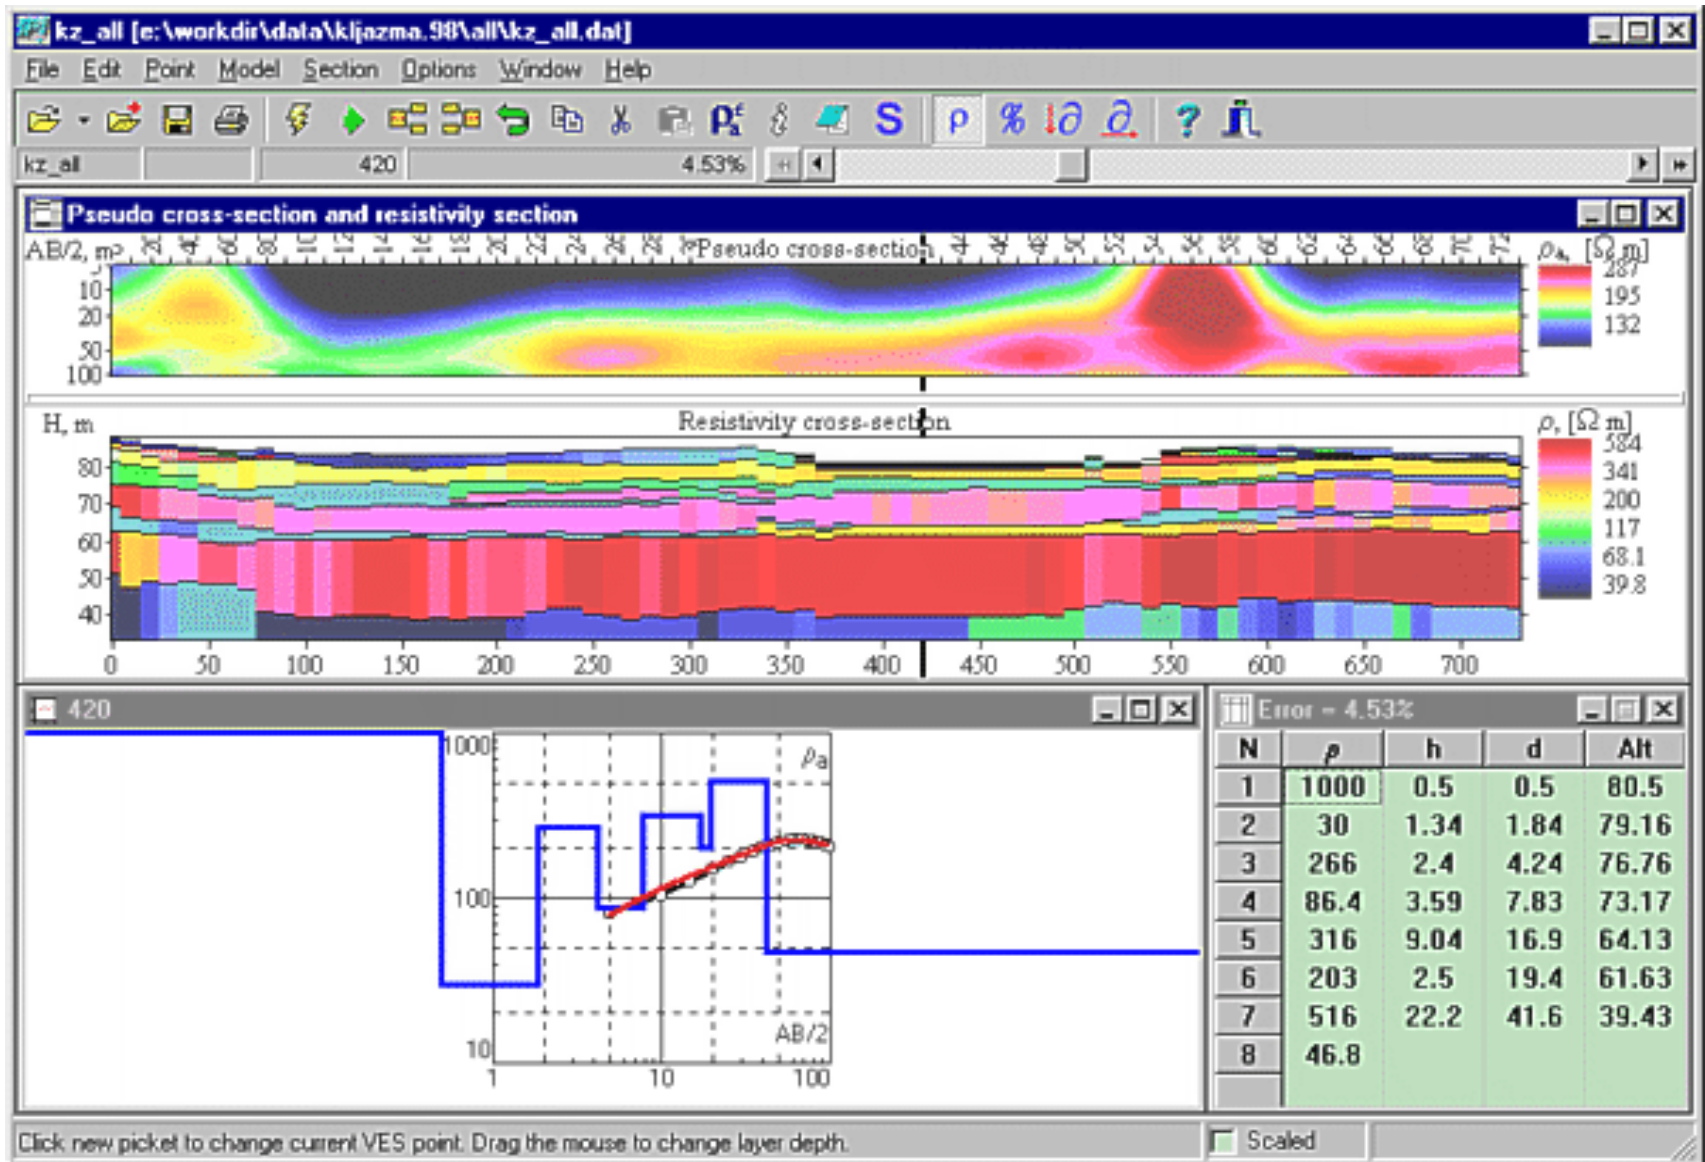 kz_all [e:\workdir\data\kljazma.98\all\kz_all.dat]
File Edit Point Model Section Options Window Help
S ρ % ?
kz_all 420 4.53%
Pseudo cross-section and resistivity section
AB/2, m Pseudo cross-section ρa, [Ω m]
287
10 195
20 132
50
100
H, m Resistivity cross-section ρ, [Ω m]
584
80 341
70 200
60 117
50 68.1
40 39.8
0 50 100 150 200 250 300 350 400 450 500 550 600 650 700
420
Error = 4.53%
1000 ρa
100
AB/2
10
1 10 100
N ρ h d Alt
1 1000 0.5 0.5 80.5
2 30 1.34 1.84 79.16
3 266 2.4 4.24 76.76
4 86.4 3.59 7.83 73.17
5 316 9.04 16.9 64.13
6 203 2.5 19.4 61.63
7 516 22.2 41.6 39.43
8 46.8
Click new picket to change current VES point. Drag the mouse to change layer depth.
Scaled